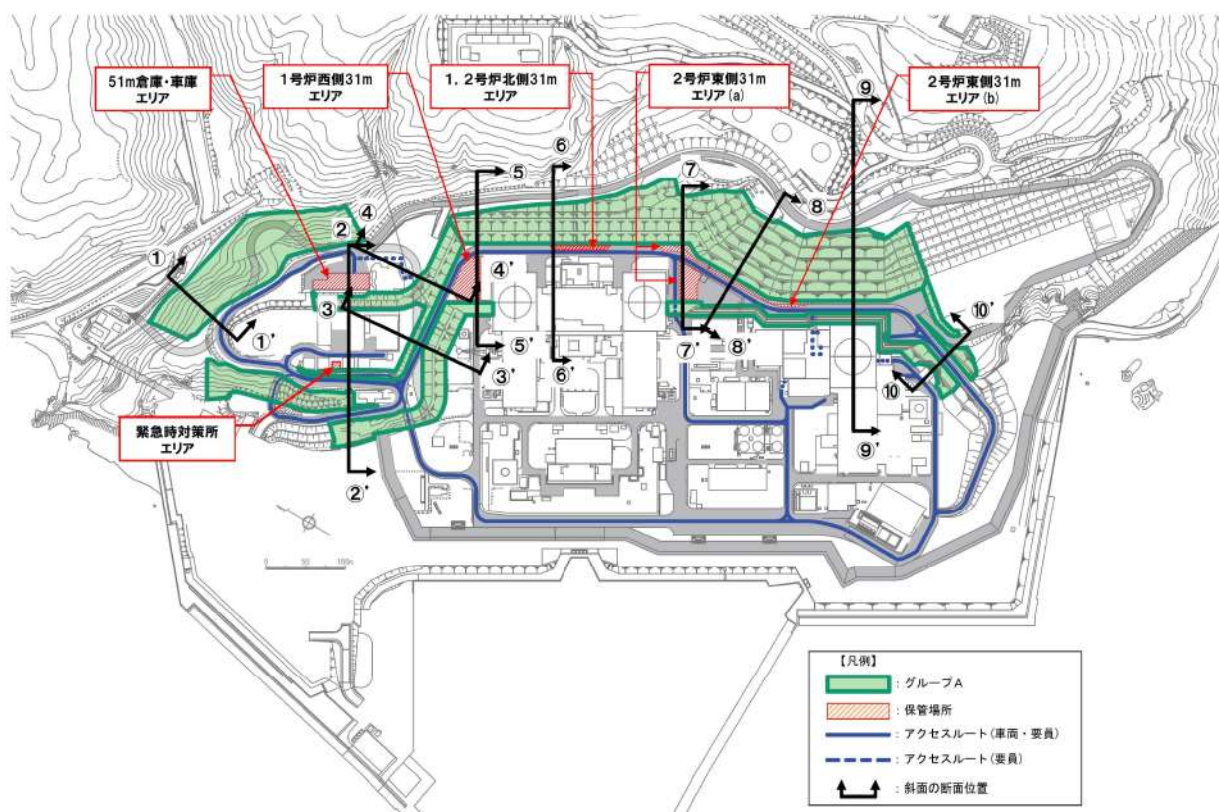 51m倉庫・車庫
エリア
1号炉西側31m
エリア
1，2号炉北側31m
エリア
2号炉東側31m
エリア(a)
2号炉東側31m
エリア(b)
⑨
⑥
⑤
⑦
⑧
④
②
①
③
④'
①'
⑤'
③'
⑥'
⑦'
⑧'
⑩'
⑩
⑨'
②'
緊急時対策所
エリア
0 50 100m
【凡例】
：グループA
：保管場所
：アクセスルート(車両・要員)
：アクセスルート(要員)
：斜面の断面位置